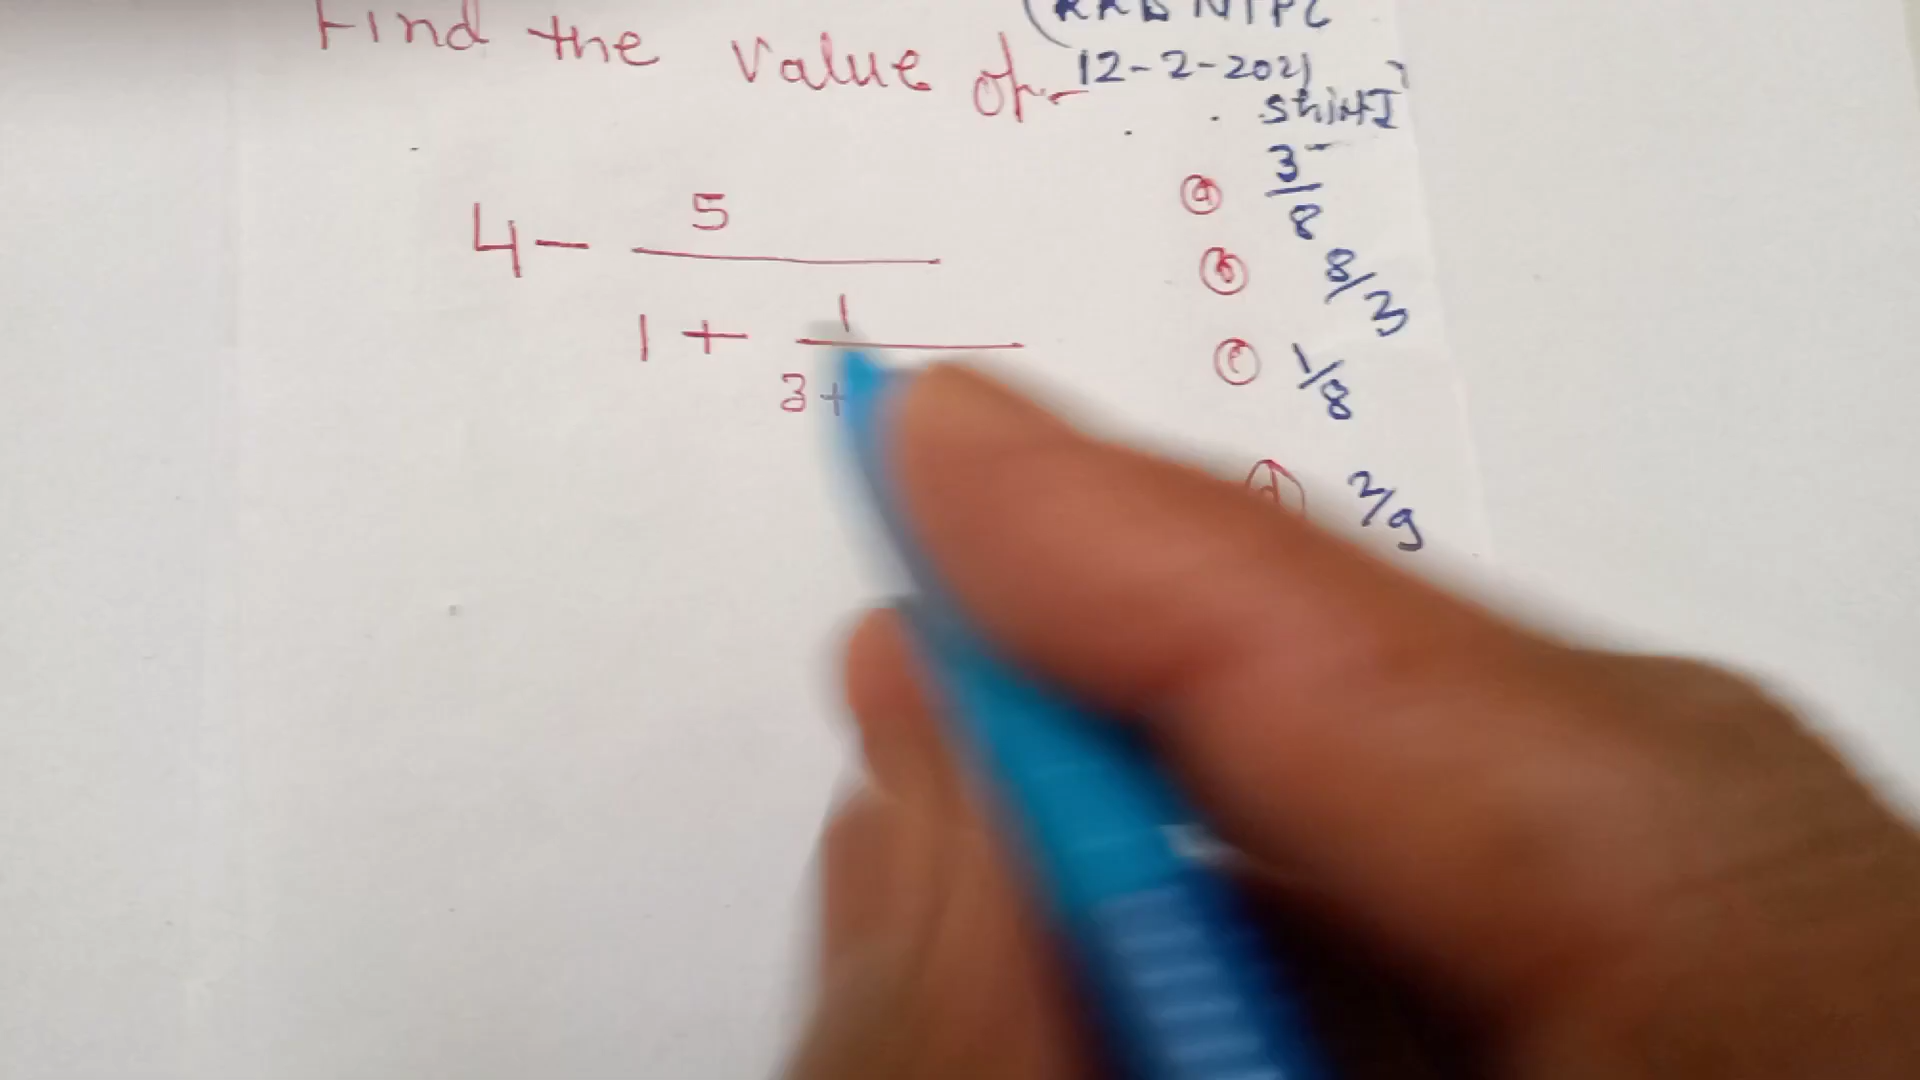 Find the Value of:-
(RRB NTPC
12-2-2021
Shift I)
4 - 5
1 + 1
3 +
(a) 3/8
(b) 8/3
(c) 1/8
(d) 2/9